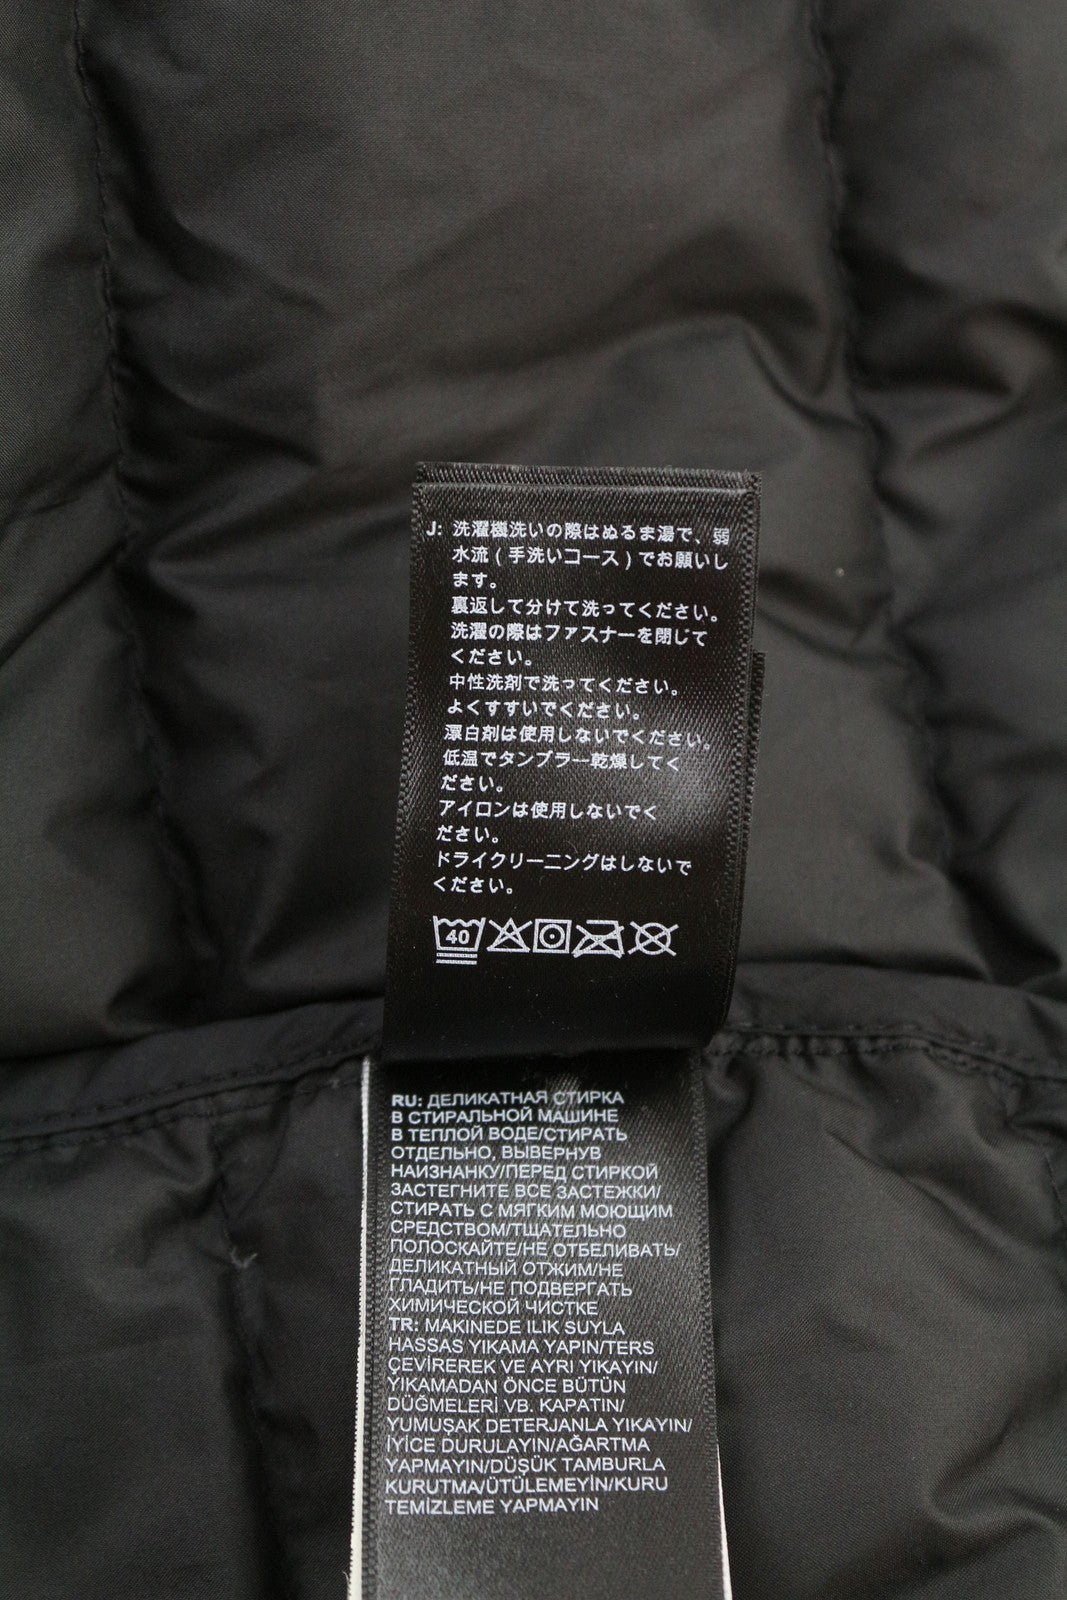 J: 洗濯機洗いの際はぬるま湯で、弱
水流(手洗いコース)でお願いし
ます。
裏返して分けて洗ってください。
洗濯の際はファスナーを閉じて
ください。
中性洗剤で洗ってください。
よくすすいでください。
漂白剤は使用しないでください。
低温でタンブラー乾燥してく
ださい。
アイロンは使用しないでく
ださい。
ドライクリーニングはしないで
ください。
40
RU: ДЕЛИКАТНАЯ СТИРКА
В СТИРАЛЬНОЙ МАШИНЕ
В ТЕПЛОЙ ВОДЕ/СТИРАТЬ
ОТДЕЛЬНО, ВЫВЕРНУВ
НАИЗНАНКУ/ПЕРЕД СТИРКОЙ
ЗАСТЕГНИТЕ ВСЕ ЗАСТЕЖКИ/
СТИРАТЬ С МЯГКИМ МОЮЩИМ
СРЕДСТВОМ/ТЩАТЕЛЬНО
ПОЛОСКАЙТЕ/НЕ ОТБЕЛИВАТЬ/
ДЕЛИКАТНЫЙ ОТЖИМ/НЕ
ГЛАДИТЬ/НЕ ПОДВЕРГАТЬ
ХИМИЧЕСКОЙ ЧИСТКЕ
TR: MAKINEDE ILIK SUYLA
HASSAS YIKAMA YAPIN/TERS
ÇEVİREREK VE AYRI YIKAYIN/
YIKAMADAN ÖNCE BÜTÜN
DÜĞMELERİ VB. KAPATIN/
YUMUŞAK DETERJANLA YIKAYIN/
İYİCE DURULAYIN/AĞARTMA
YAPMAYIN/DÜŞÜK TAMBURLA
KURUTMA/ÜTÜLEMEYİN/KURU
TEMİZLEME YAPMAYIN